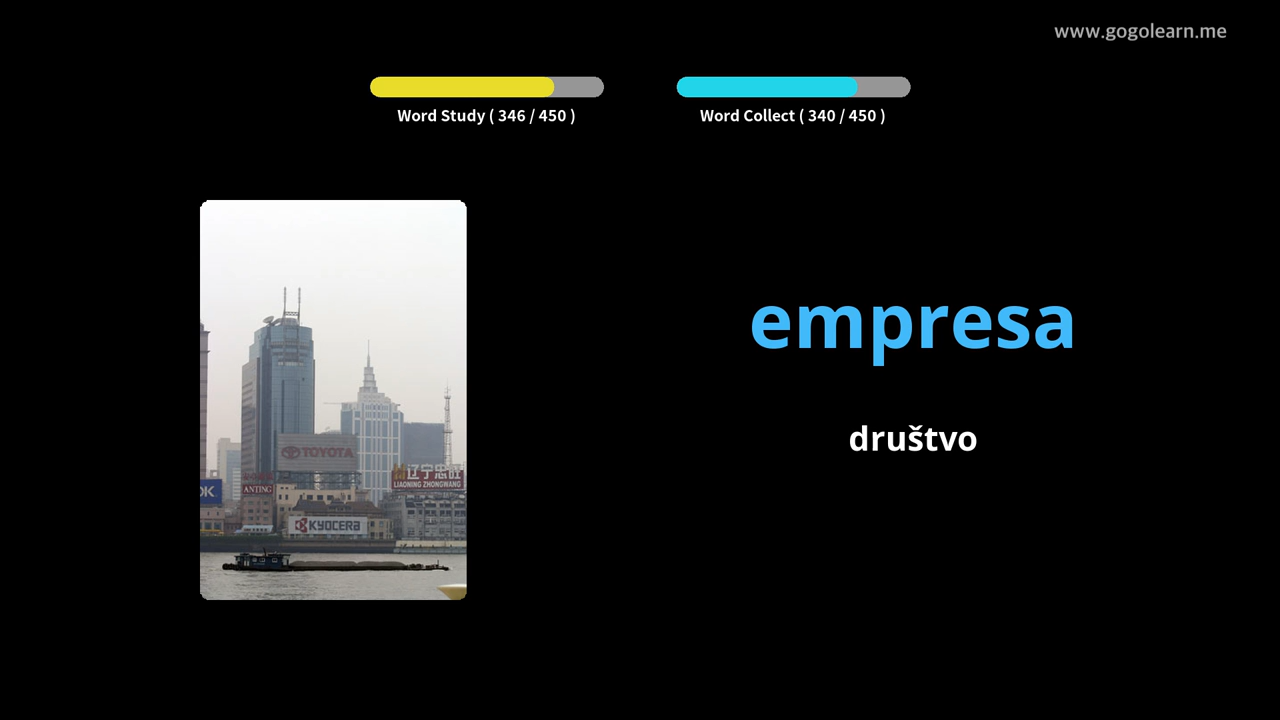 www.gogolearn.me
Word Study ( 346 / 450 )
Word Collect ( 340 / 450 )
empresa
društvo
TOYOTA
辽宁忠旺
LIAONING ZHONGWANG
ANTING
KYOCERA